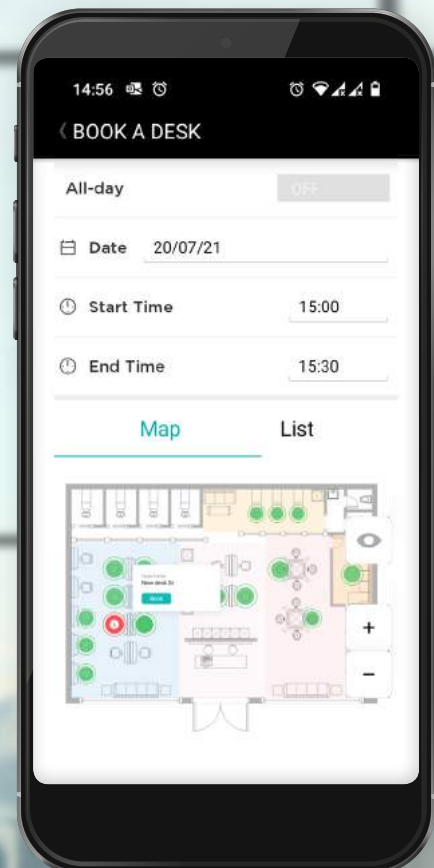 14:56
BOOK A DESK
All-day OFF
Date 20/07/21
Start Time 15:00
End Time 15:30
Map List
+
−